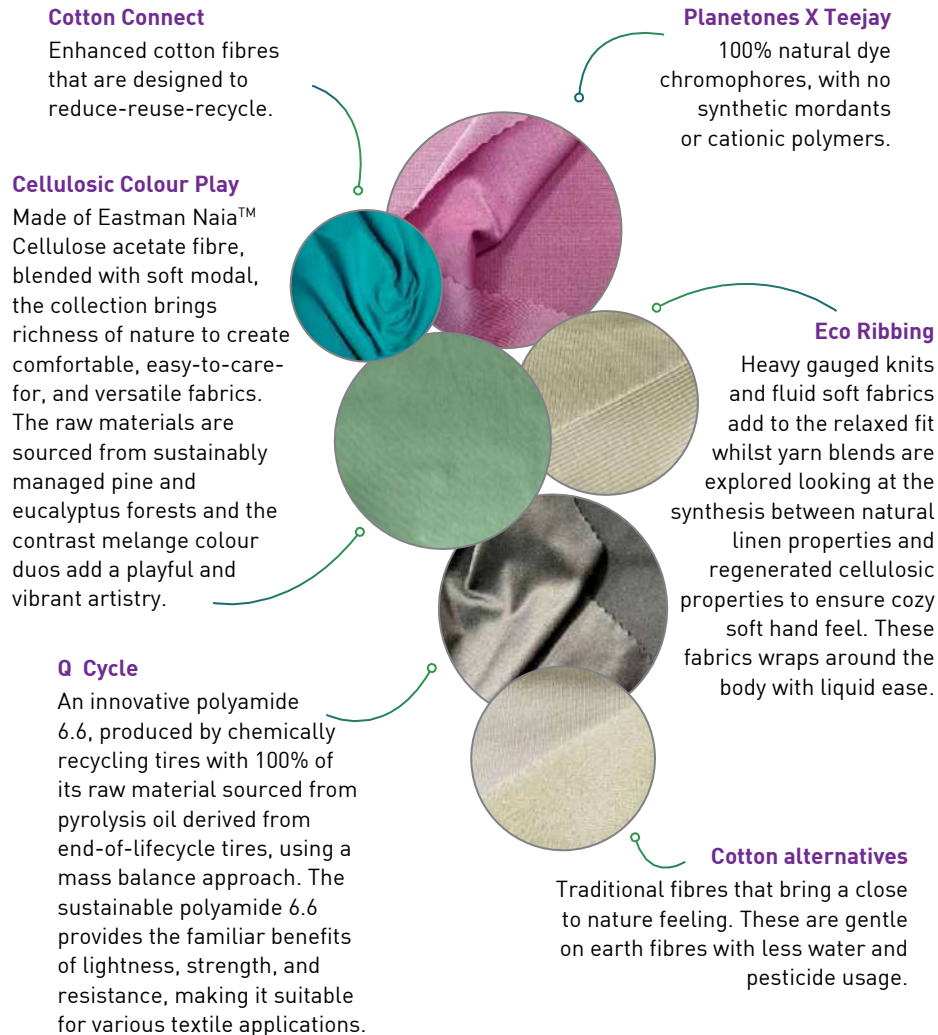 Cotton Connect
Enhanced cotton fibres
that are designed to
reduce-reuse-recycle.
Planetones X Teejay
100% natural dye
chromophores, with no
synthetic mordants
or cationic polymers.
Cellulosic Colour Play
Made of Eastman Naia™
Cellulose acetate fibre,
blended with soft modal,
the collection brings
richness of nature to create
comfortable, easy-to-care-
for, and versatile fabrics.
The raw materials are
sourced from sustainably
managed pine and
eucalyptus forests and the
contrast melange colour
duos add a playful and
vibrant artistry.
Eco Ribbing
Heavy gauged knits
and fluid soft fabrics
add to the relaxed fit
whilst yarn blends are
explored looking at the
synthesis between natural
linen properties and
regenerated cellulosic
properties to ensure cozy
soft hand feel. These
fabrics wraps around the
body with liquid ease.
Q Cycle
An innovative polyamide
6.6, produced by chemically
recycling tires with 100% of
its raw material sourced from
pyrolysis oil derived from
end-of-lifecycle tires, using a
mass balance approach. The
sustainable polyamide 6.6
provides the familiar benefits
of lightness, strength, and
resistance, making it suitable
for various textile applications.
Cotton alternatives
Traditional fibres that bring a close
to nature feeling. These are gentle
on earth fibres with less water and
pesticide usage.